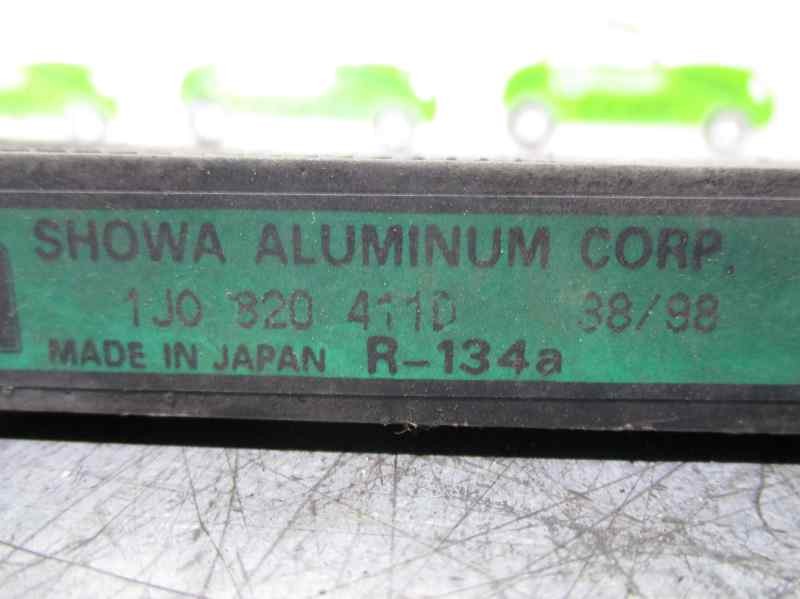 SHOWA ALUMINUM CORP.
1J0 820 411D 38/98
MADE IN JAPAN R-134a